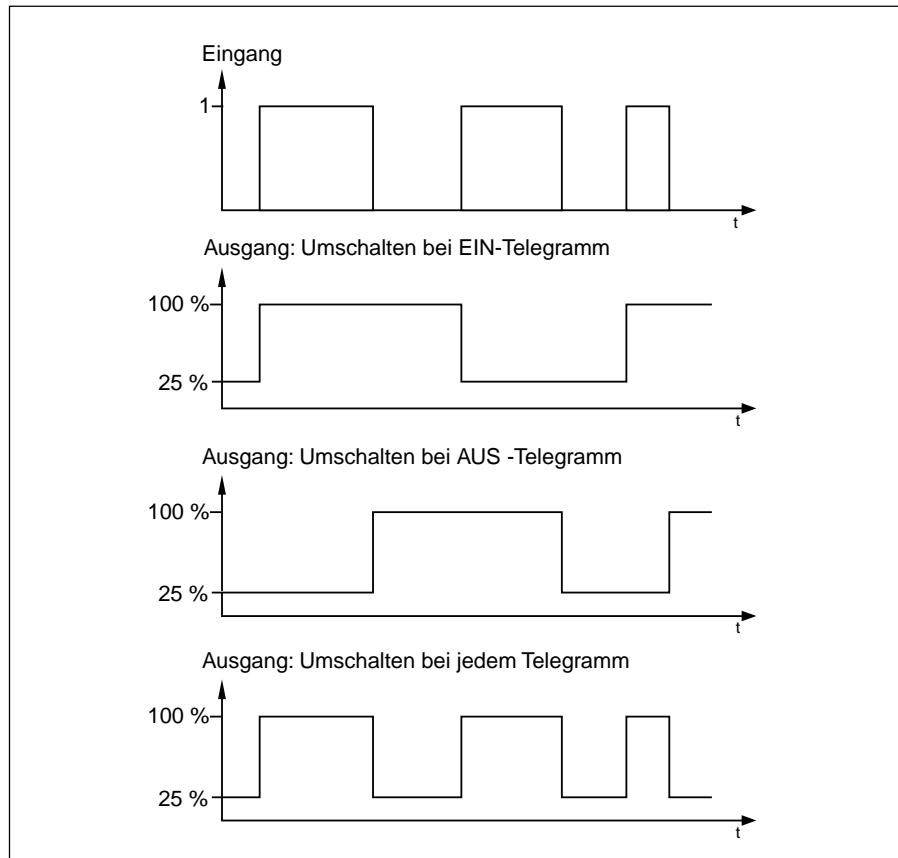 Eingang
1
t
Ausgang: Umschalten bei EIN-Telegramm
100 %
25 %
t
Ausgang: Umschalten bei AUS -Telegramm
100 %
25 %
t
Ausgang: Umschalten bei jedem Telegramm
100 %
25 %
t